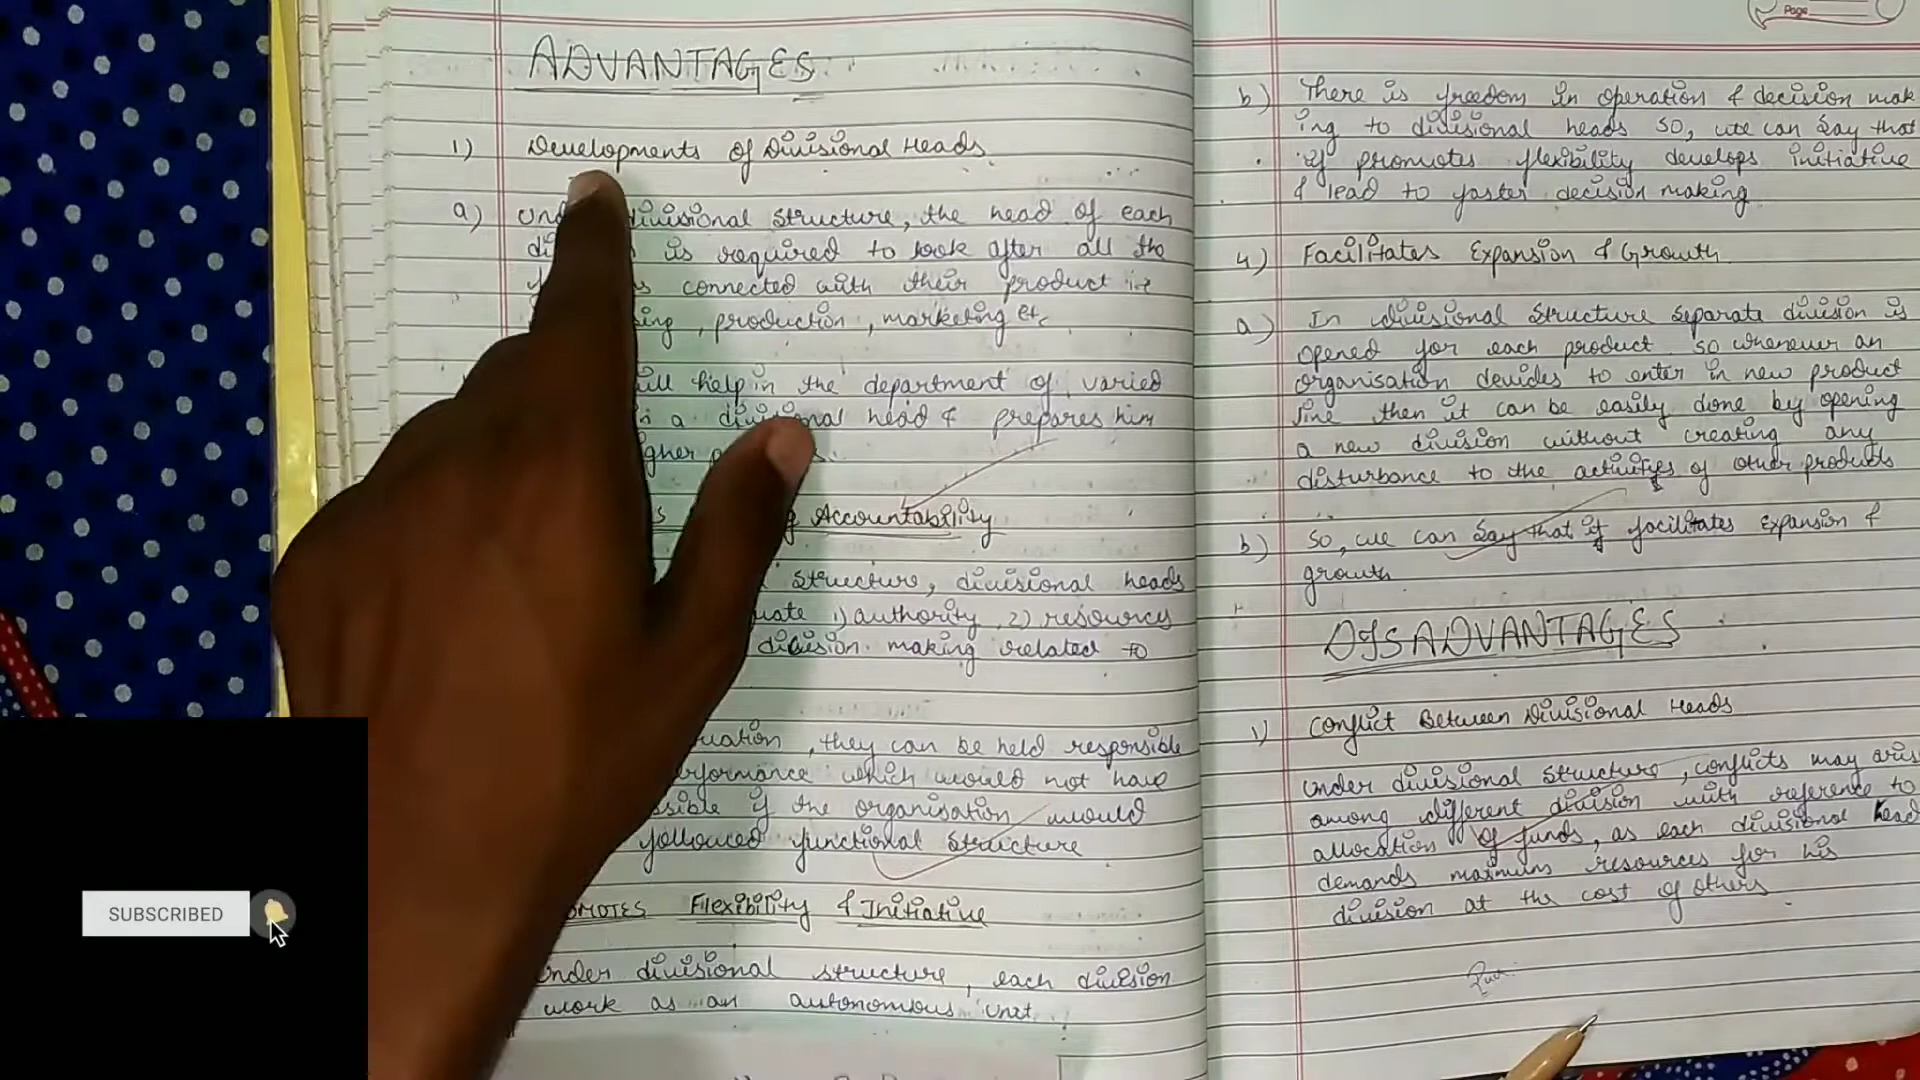 ADVANTAGES
1) Developments of Divisional Heads
a) divisional structure, the head of each
is required to look after all the
connected with their product i.e
, production, marketing etc
help in the department of varied
a divisional head & prepares him
Accountability
structure, divisional heads
1) authority, 2) resources
making related to
, they can be held responsible
which would not have
if the organisation would
followed functional structure
Flexibility & Initiative
Under divisional structure, each division
work as an autonomous unit.
Page
b) There is freedom in operation & decision mak
ing to divisional heads so, we can say that
if promotes flexibility develops initiative
& lead to faster decision making
4) Facilitates Expansion & Growth
a) In divisional structure separate division is
opened for each product. so whenever an
organisation decides to enter in new product
line then it can be easily done by opening
a new division without creating any
disturbance to the activities of other products
b) So, we can say that it facilitates expansion &
growth
DISADVANTAGES
1) Conflict Between Divisional Heads
Under divisional structure, conflicts may aris
among different division with reference to
allocation of funds, as each divisional head
demands resources for his
division at the cost of others
SUBSCRIBED